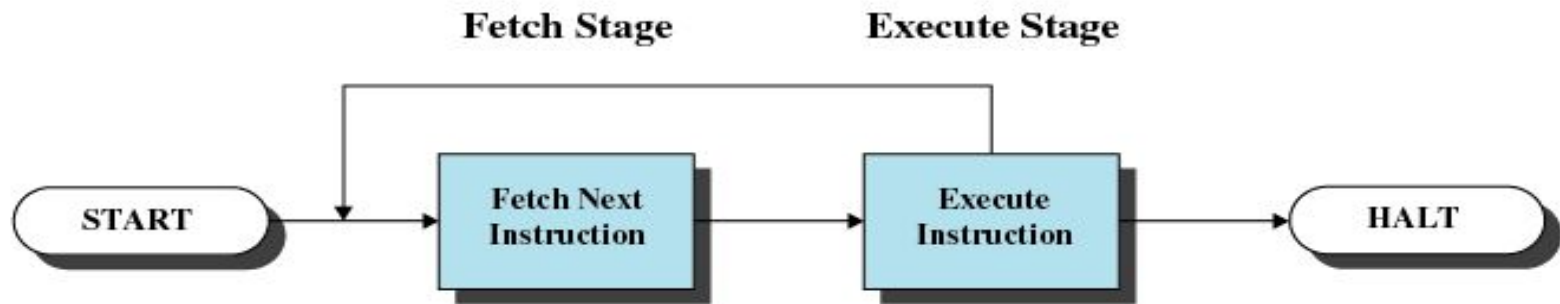 Fetch Stage
Execute Stage
START
Fetch Next
Instruction
Execute
Instruction
HALT